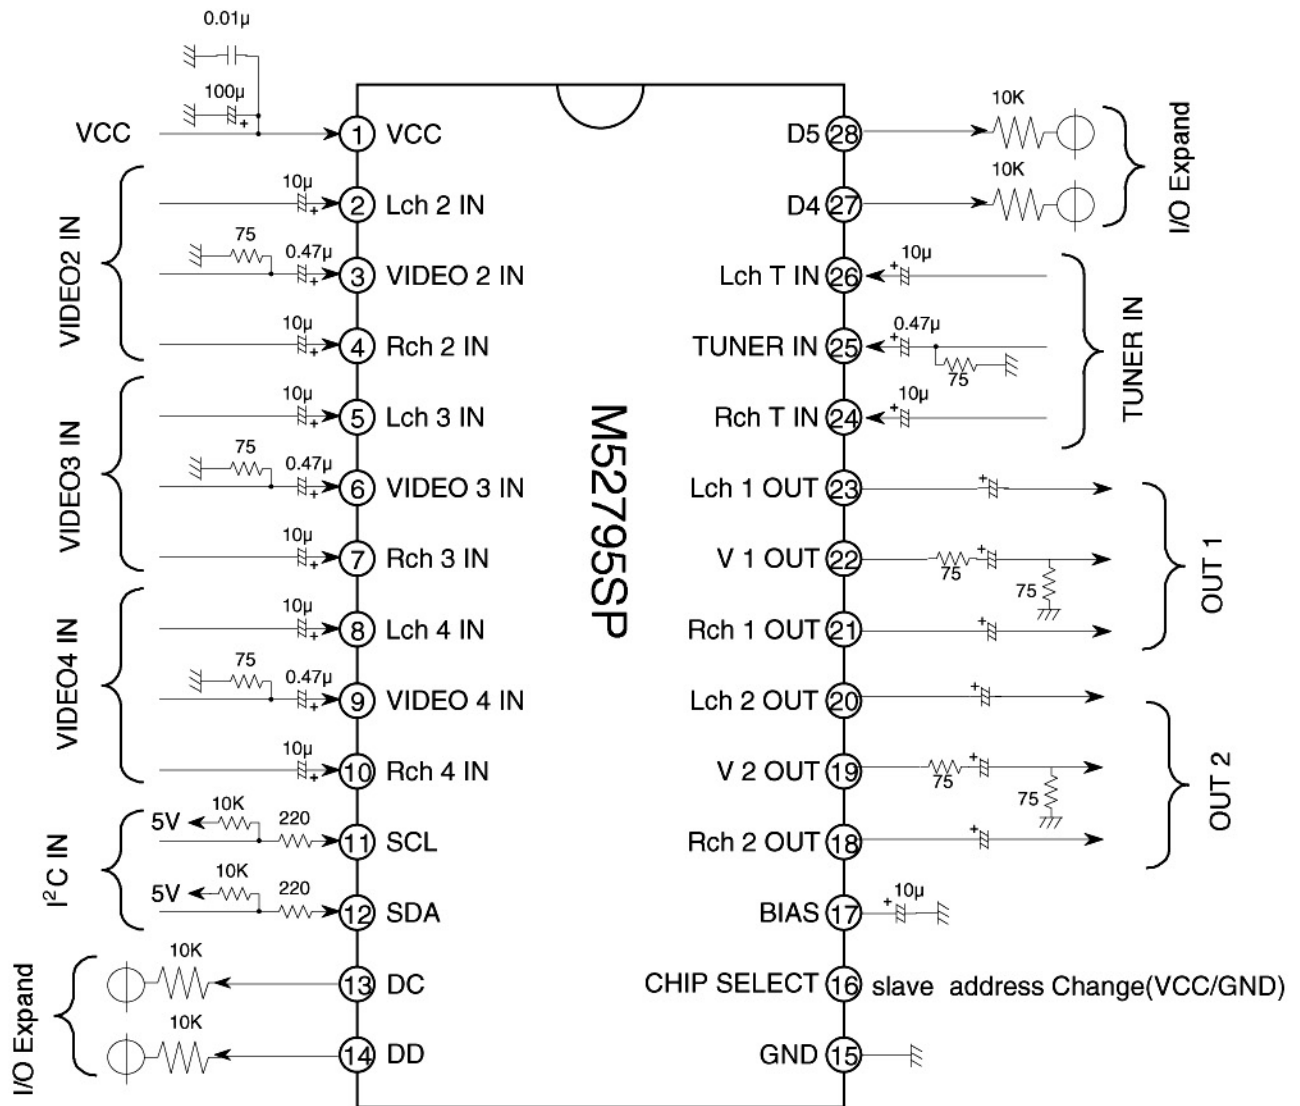 0.01µ
100µ
VCC
1 VCC
VIDEO2 IN
10µ
2 Lch 2 IN
75
0.47µ
3 VIDEO 2 IN
10µ
4 Rch 2 IN
VIDEO3 IN
10µ
5 Lch 3 IN
75
0.47µ
6 VIDEO 3 IN
10µ
7 Rch 3 IN
VIDEO4 IN
10µ
8 Lch 4 IN
75
0.47µ
9 VIDEO 4 IN
10µ
10 Rch 4 IN
I²C IN
10K
5V
220
11 SCL
10K
5V
220
12 SDA
I/O Expand
10K
13 DC
10K
14 DD
M52795SP
10K
D5 28
10K
D4 27
I/O Expand
10µ
Lch T IN 26
0.47µ
TUNER IN 25
75
10µ
Rch T IN 24
TUNER IN
Lch 1 OUT 23
V 1 OUT 22
75
75
Rch 1 OUT 21
OUT 1
Lch 2 OUT 20
V 2 OUT 19
75
75
Rch 2 OUT 18
OUT 2
10µ
BIAS 17
CHIP SELECT 16 slave address Change(VCC/GND)
GND 15